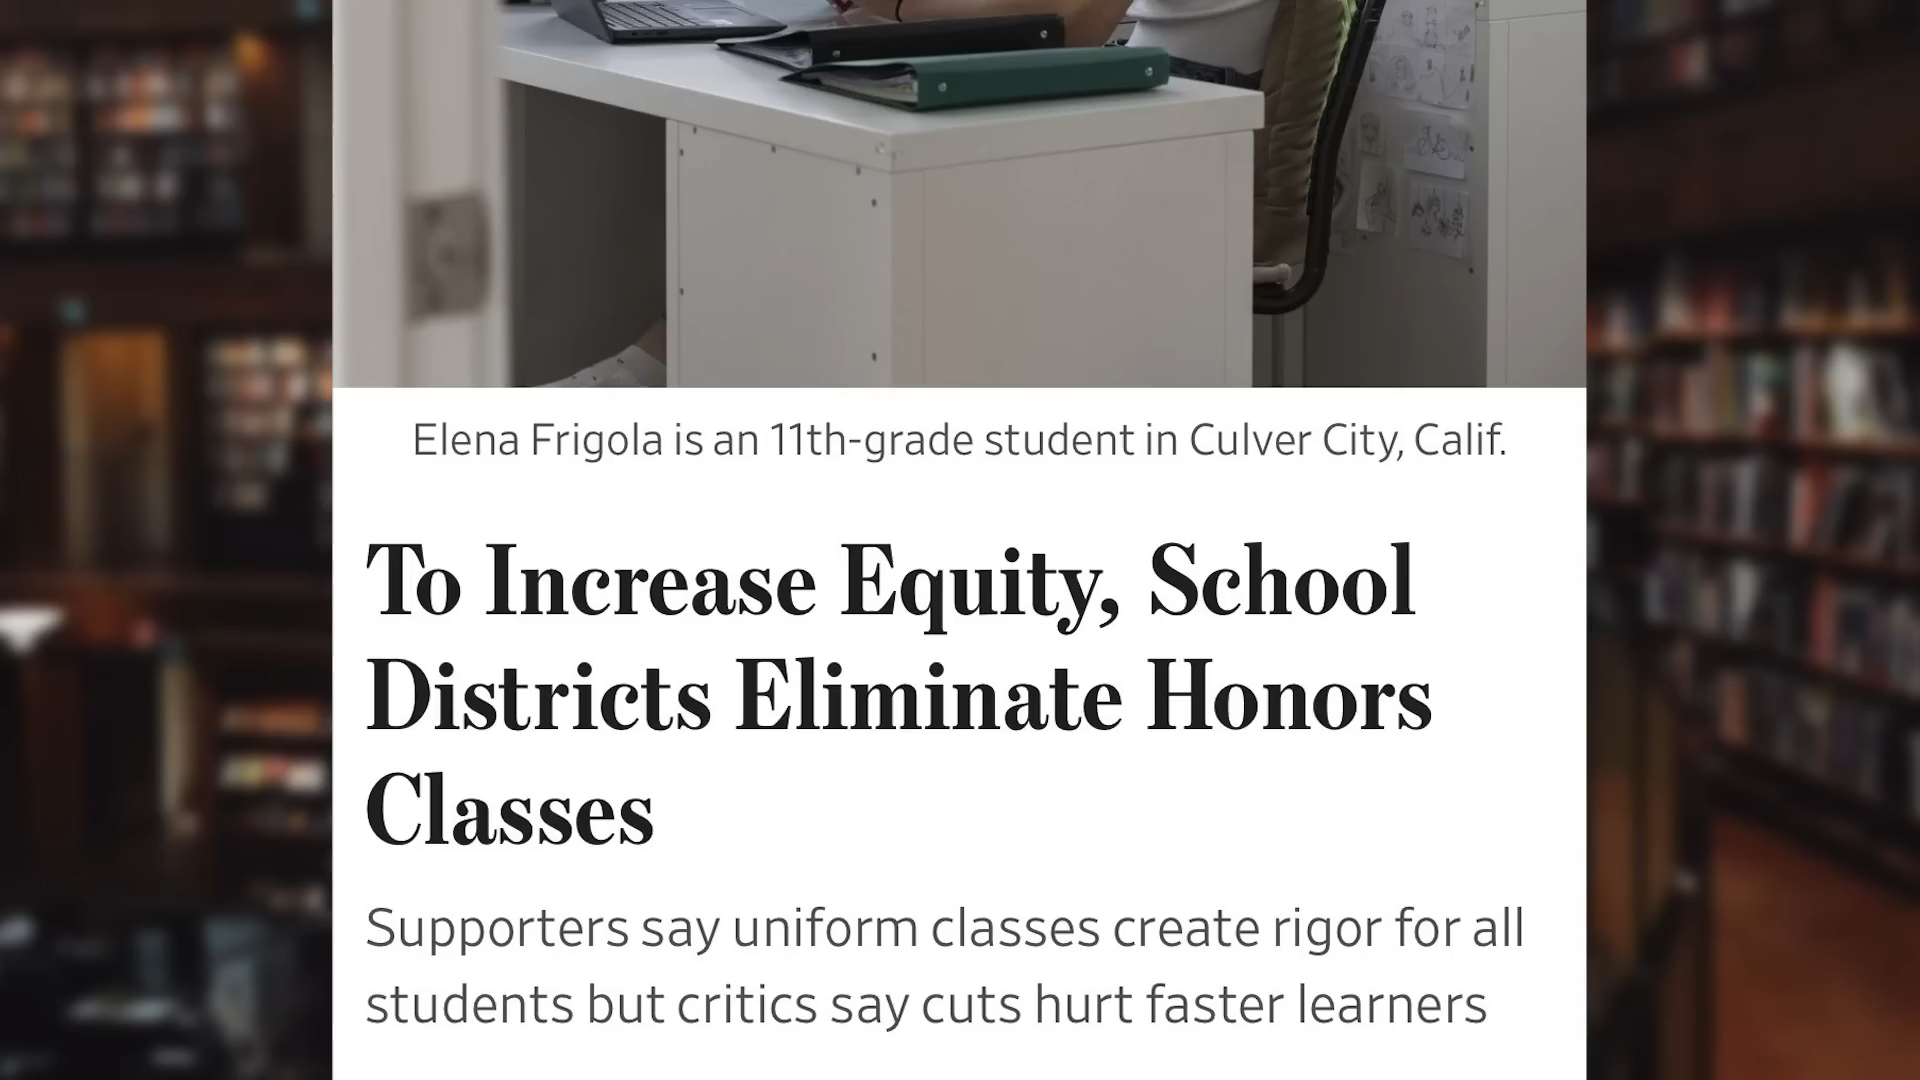 Elena Frigola is an 11th-grade student in Culver City, Calif.
To Increase Equity, School
Districts Eliminate Honors
Classes
Supporters say uniform classes create rigor for all
students but critics say cuts hurt faster learners